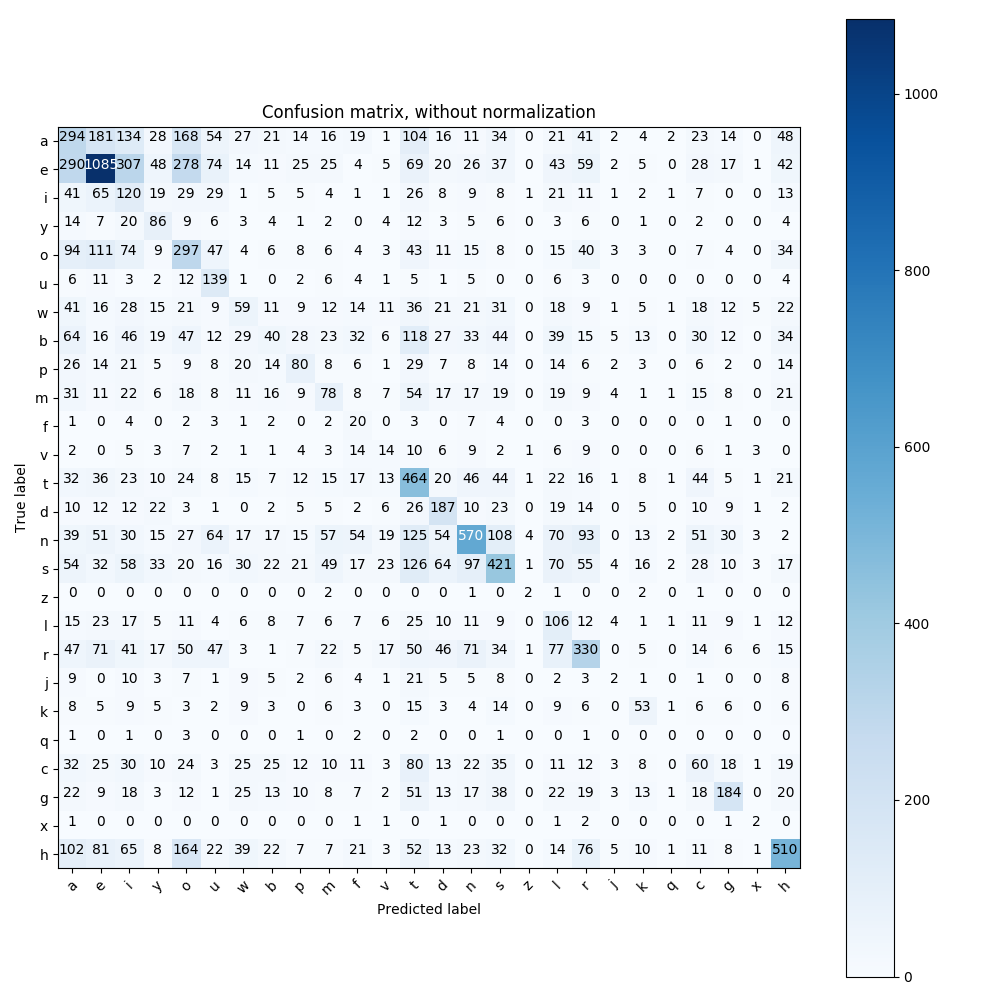 Confusion matrix, without normalization
a 294 181 134 28 168 54 27 21 14 16 19 1 104 16 11 34 0 21 41 2 4 2 23 14 0 48
e 290 1085 307 48 278 74 14 11 25 25 4 5 69 20 26 37 0 43 59 2 5 0 28 17 1 42
i 41 65 120 19 29 29 1 5 5 4 1 1 26 8 9 8 1 21 11 1 2 1 7 0 0 13
y 14 7 20 86 9 6 3 4 1 2 0 4 12 3 5 6 0 3 6 0 1 0 2 0 0 4
o 94 111 74 9 297 47 4 6 8 6 4 3 43 11 15 8 0 15 40 3 3 0 7 4 0 34
u 6 11 3 2 12 139 1 0 2 6 4 1 5 1 5 0 0 6 3 0 0 0 0 0 0 4
w 41 16 28 15 21 9 59 11 9 12 14 11 36 21 21 31 0 18 9 1 5 1 18 12 5 22
b 64 16 46 19 47 12 29 40 28 23 32 6 118 27 33 44 0 39 15 5 13 0 30 12 0 34
p 26 14 21 5 9 8 20 14 80 8 6 1 29 7 8 14 0 14 6 2 3 0 6 2 0 14
m 31 11 22 6 18 8 11 16 9 78 8 7 54 17 17 19 0 19 9 4 1 1 15 8 0 21
f 1 0 4 0 2 3 1 2 0 2 20 0 3 0 7 4 0 0 3 0 0 0 0 1 0 0
v 2 0 5 3 7 2 1 1 4 3 14 14 10 6 9 2 1 6 9 0 0 0 6 1 3 0
t 32 36 23 10 24 8 15 7 12 15 17 13 464 20 46 44 1 22 16 1 8 1 44 5 1 21
d 10 12 12 22 3 1 0 2 5 5 2 6 26 187 10 23 0 19 14 0 5 0 10 9 1 2
n 39 51 30 15 27 64 17 17 15 57 54 19 125 54 570 108 4 70 93 0 13 2 51 30 3 2
s 54 32 58 33 20 16 30 22 21 49 17 23 126 64 97 421 1 70 55 4 16 2 28 10 3 17
z 0 0 0 0 0 0 0 0 0 2 0 0 0 0 1 0 2 1 0 0 2 0 1 0 0 0
l 15 23 17 5 11 4 6 8 7 6 7 6 25 10 11 9 0 106 12 4 1 1 11 9 1 12
r 47 71 41 17 50 47 3 1 7 22 5 17 50 46 71 34 1 77 330 0 5 0 14 6 6 15
j 9 0 10 3 7 1 9 5 2 6 4 1 21 5 5 8 0 2 3 2 1 0 1 0 0 8
k 8 5 9 5 3 2 9 3 0 6 3 0 15 3 4 14 0 9 6 0 53 1 6 6 0 6
q 1 0 1 0 3 0 0 0 1 0 2 0 2 0 0 1 0 0 1 0 0 0 0 0 0 0
c 32 25 30 10 24 3 25 25 12 10 11 3 80 13 22 35 0 11 12 3 8 0 60 18 1 19
g 22 9 18 3 12 1 25 13 10 8 7 2 51 13 17 38 0 22 19 3 13 1 18 184 0 20
x 1 0 0 0 0 0 0 0 0 0 1 1 0 1 0 0 0 1 2 0 0 0 0 1 2 0
h 102 81 65 8 164 22 39 22 7 7 21 3 52 13 23 32 0 14 76 5 10 1 11 8 1 510
a e i y o u w b p m f v t d n s z l r j k q c g x h
True label
Predicted label
1000
800
600
400
200
0